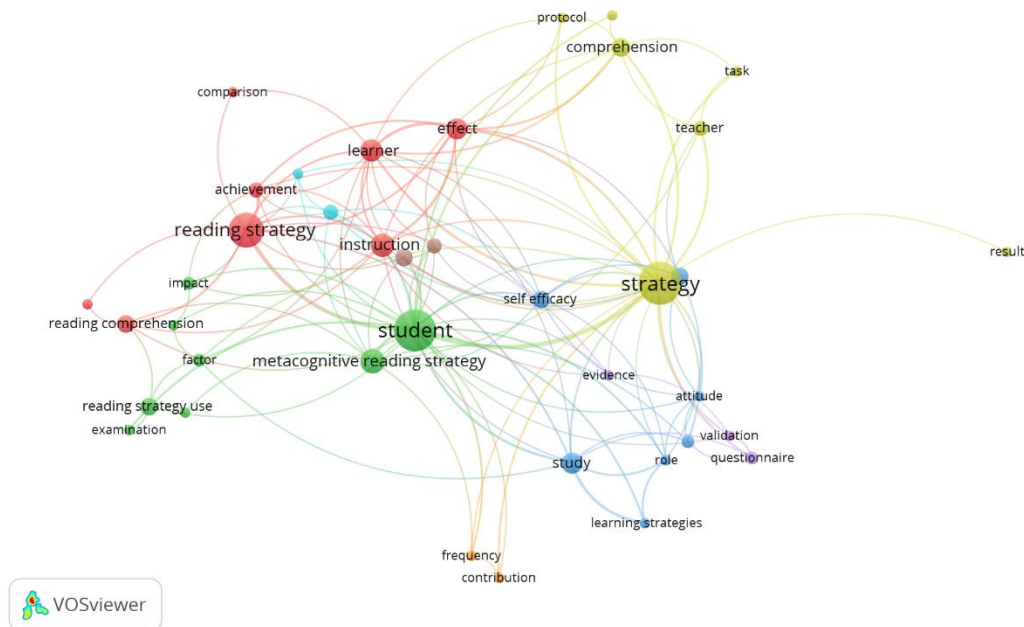 protocol
comprehension
task
comparison
effect
teacher
learner
achievement
reading strategy
instruction
result
impact
strategy
self efficacy
reading comprehension
student
factor
metacognitive reading strategy
evidence
attitude
reading strategy use
examination
validation
questionnaire
study
role
learning strategies
frequency
contribution
VOSviewer